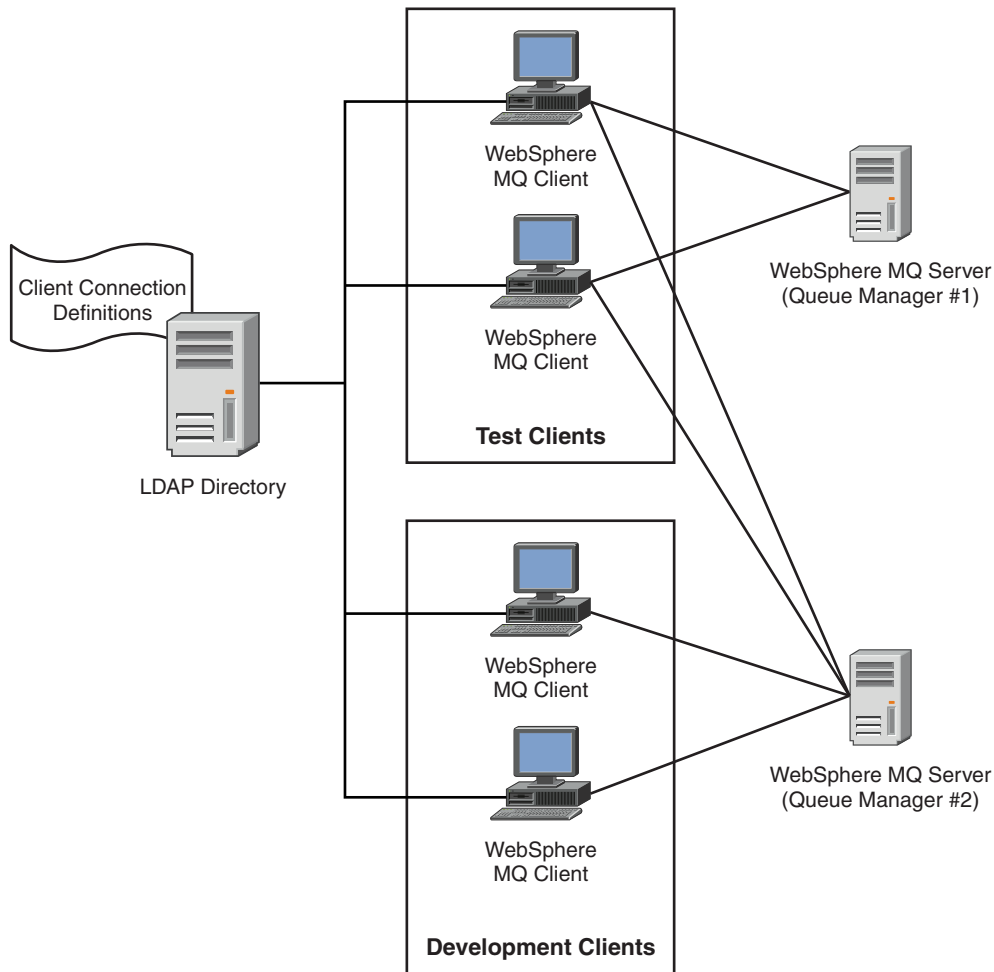 WebSphere
MQ Client
WebSphere MQ Server
(Queue Manager #1)
WebSphere
MQ Client
Test Clients
Client Connection
Definitions
LDAP Directory
WebSphere
MQ Client
WebSphere MQ Server
(Queue Manager #2)
WebSphere
MQ Client
Development Clients